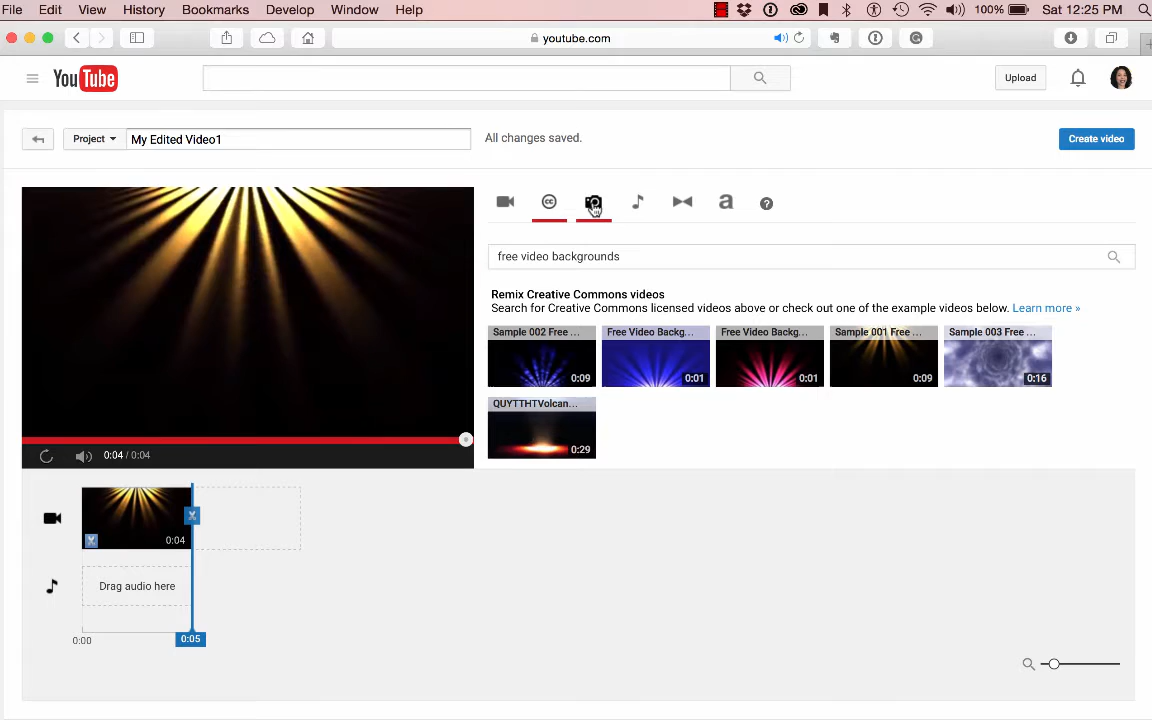 File Edit View History Bookmarks Develop Window Help 100% Sat 12:25 PM
youtube.com
YouTube Upload
Project My Edited Video1 All changes saved. Create video
cc a ?
free video backgrounds
Remix Creative Commons videos
Search for Creative Commons licensed videos above or check out one of the example videos below. Learn more »
Sample 002 Free ... Free Video Backg... Free Video Backg... Sample 001 Free ... Sample 003 Free ...
0:09 0:01 0:01 0:09 0:16
QUYTTHTVolcan...
0:29
0:04 / 0:04
0:04
Drag audio here
0:00 0:05